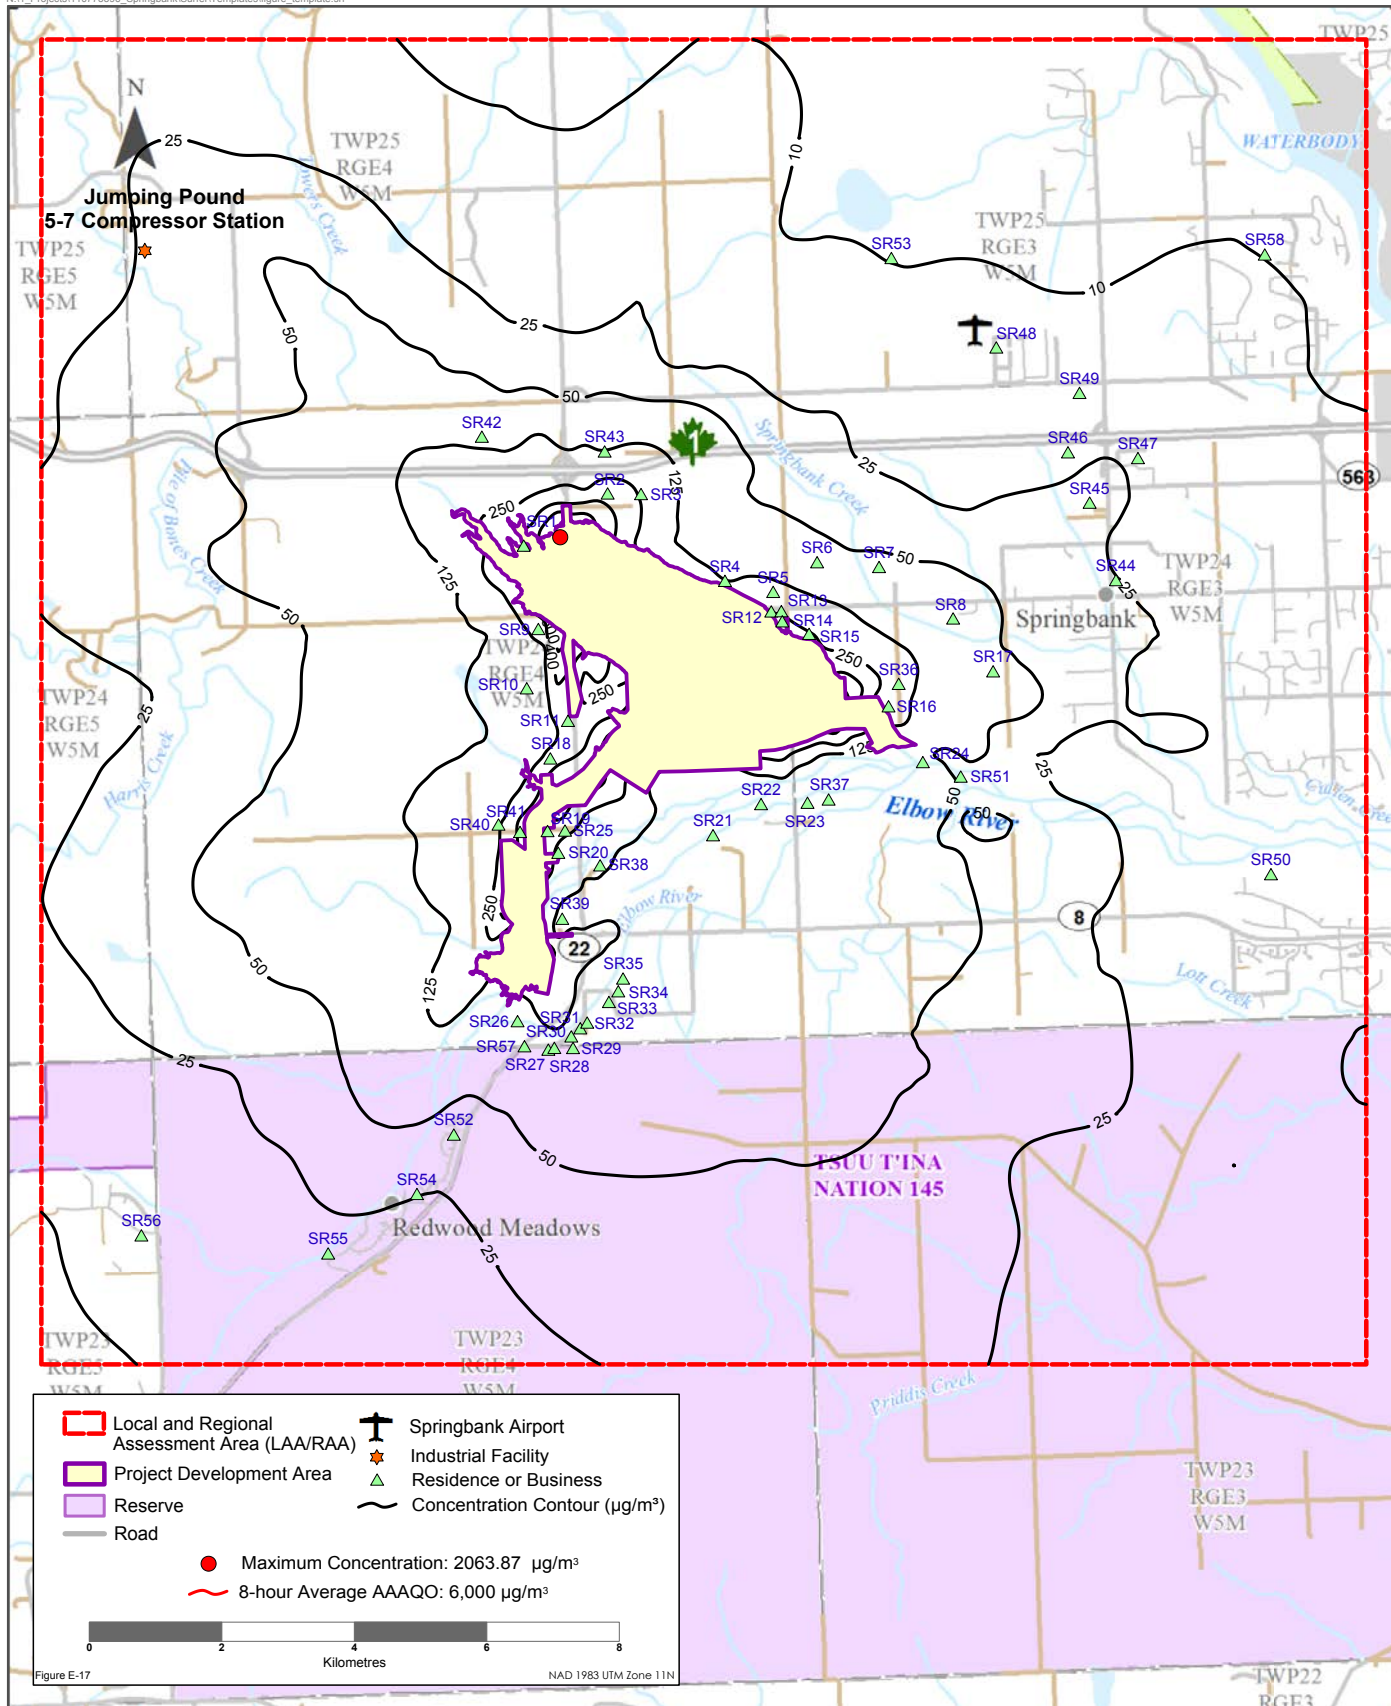 TWP25
N
25
TWP25
RGE4
W5M
10
WATERBODY
Jumping Pound
5-7 Compressor Station
TWP25
RGE3
W5M
SR53
SR58
TWP25
RGE5
W5M
10
50
25
SR48
SR49
50
SR42
SR43
1
Springbank Creek
SR46
SR47
25
563
125
SR2
SR3
SR45
250
SR1
Pile of Bones Creek
125
SR6
SR7
50
SR4
SR5
TWP24
RGE3
W5M
SR44
25
SR13
SR12
SR14
SR15
SR8
Springbank
50
SR9
400
TWP24
RGE4
W5M
250
SR36
SR17
SR10
250
TWP24
RGE5
W5M
25
SR16
SR11
125
SR18
SR24
25
Harris Creek
SR51
SR22
SR37
50
SR23
Elbow River
50
Cullen Creek
SR41
SR40
SR19
SR25
SR21
SR20
SR38
SR50
Elbow River
250
SR39
8
22
50
SR35
Lott Creek
125
SR34
SR33
SR26
SR31
SR32
SR30
SR57
SR29
SR27
SR28
25
SR52
25
50
TSUU T'INA
NATION 145
SR54
SR56
Redwood Meadows
SR55
25
TWP23
RGE5
W5M
TWP23
RGE4
W5M
Priddis Creek
TWP23
RGE3
W5M
Local and Regional
Assessment Area (LAA/RAA)
Project Development Area
Reserve
Road
Springbank Airport
Industrial Facility
Residence or Business
Concentration Contour (µg/m³)
Maximum Concentration: 2063.87 µg/m³
8-hour Average AAAQO: 6,000 µg/m³
0 2 4 6 8
Kilometres
Figure E-17
NAD 1983 UTM Zone 11N
TWP22
RGE3